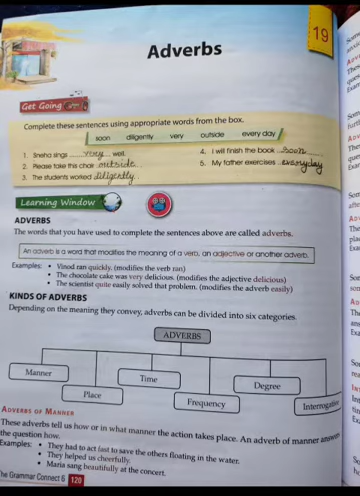 19
Adverbs
Get Going
Complete these sentences using appropriate words from the box.
soon diligently very outside every day
1. Sneha sings very well.
2. Please take this chair outside.
3. The students worked diligently.
4. I will finish the book soon
5. My father exercises everyday
Learning Window
ADVERBS
The words that you have used to complete the sentences above are called adverbs.
An adverb is a word that modifies the meaning of a verb, an adjective or another adverb.
Examples: • Vinod ran quickly. (modifies the verb ran)
• The chocolate cake was very delicious. (modifies the adjective delicious)
• The scientist quite easily solved that problem. (modifies the adverb easily)
KINDS OF ADVERBS
Depending on the meaning they convey, adverbs can be divided into six categories.
ADVERBS
Manner
Place
Time
Frequency
Degree
Interrogative
ADVERBS OF MANNER
These adverbs tell us how or in what manner the action takes place. An adverb of manner answers
the question how.
Examples: • They had to act fast to save the others floating in the water.
• They helped us cheerfully.
• Maria sang beautifully at the concert.
The Grammar Connect 6 120